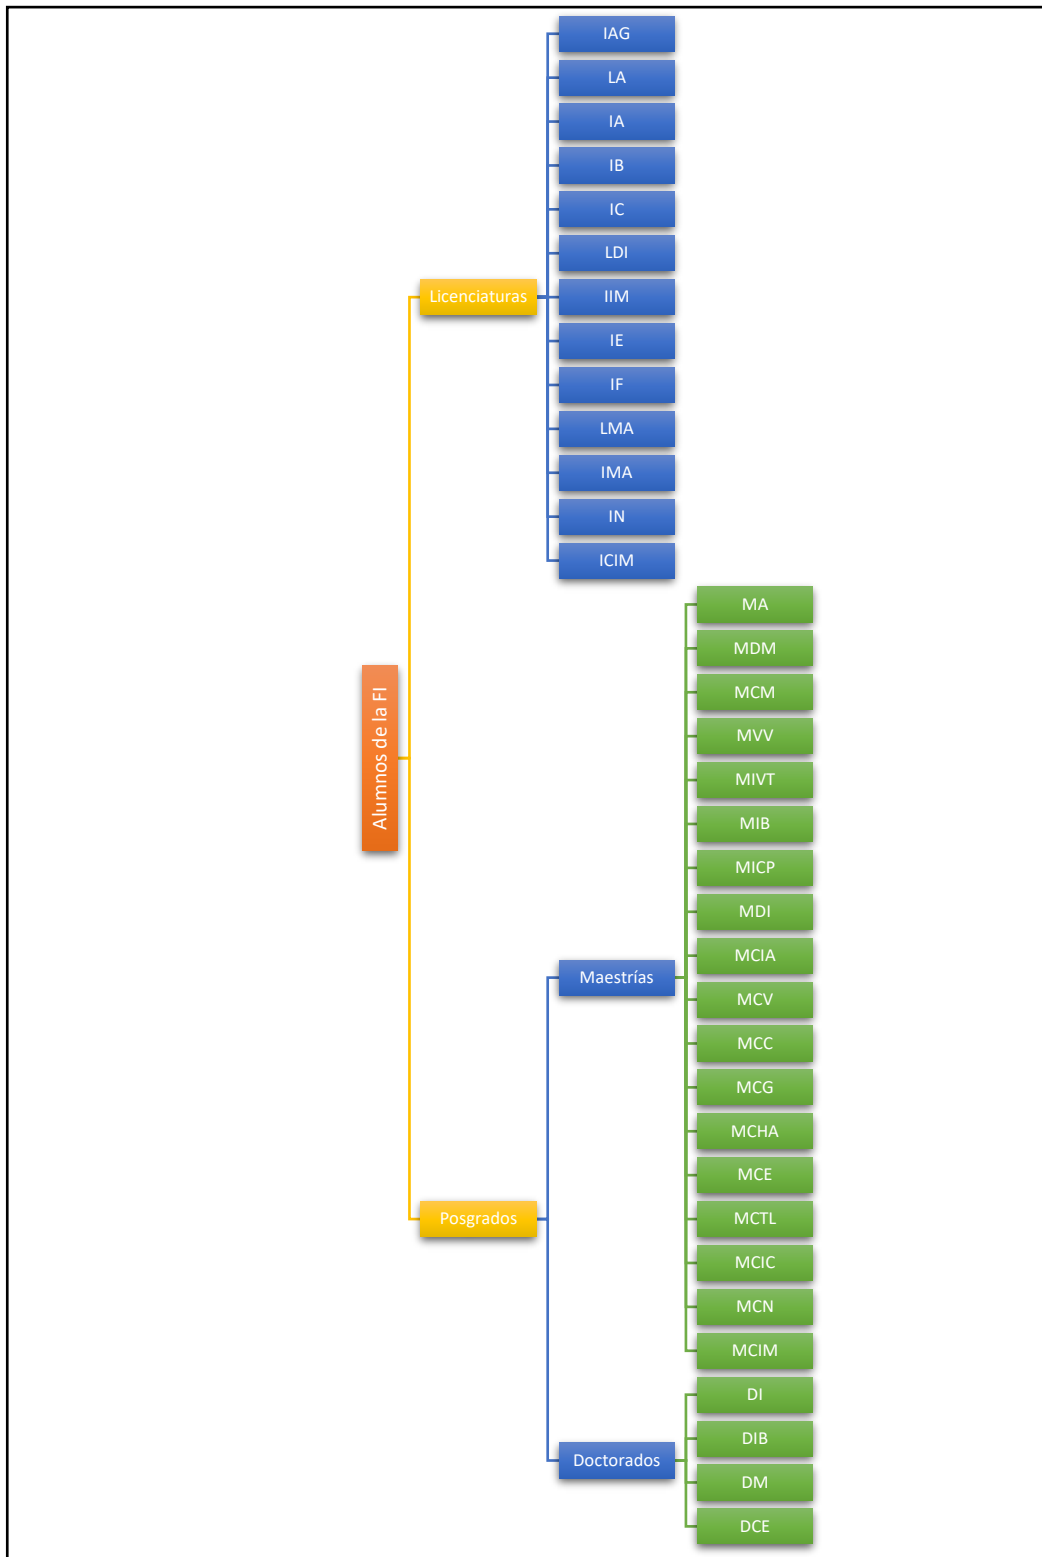 Alumnos de la FI
Licenciaturas
IAG
LA
IA
IB
IC
LDI
IIM
IE
IF
LMA
IMA
IN
ICIM
Posgrados
Maestrías
MA
MDM
MCM
MVV
MIVT
MIB
MICP
MDI
MCIA
MCV
MCC
MCG
MCHA
MCE
MCTL
MCIC
MCN
MCIM
Doctorados
DI
DIB
DM
DCE